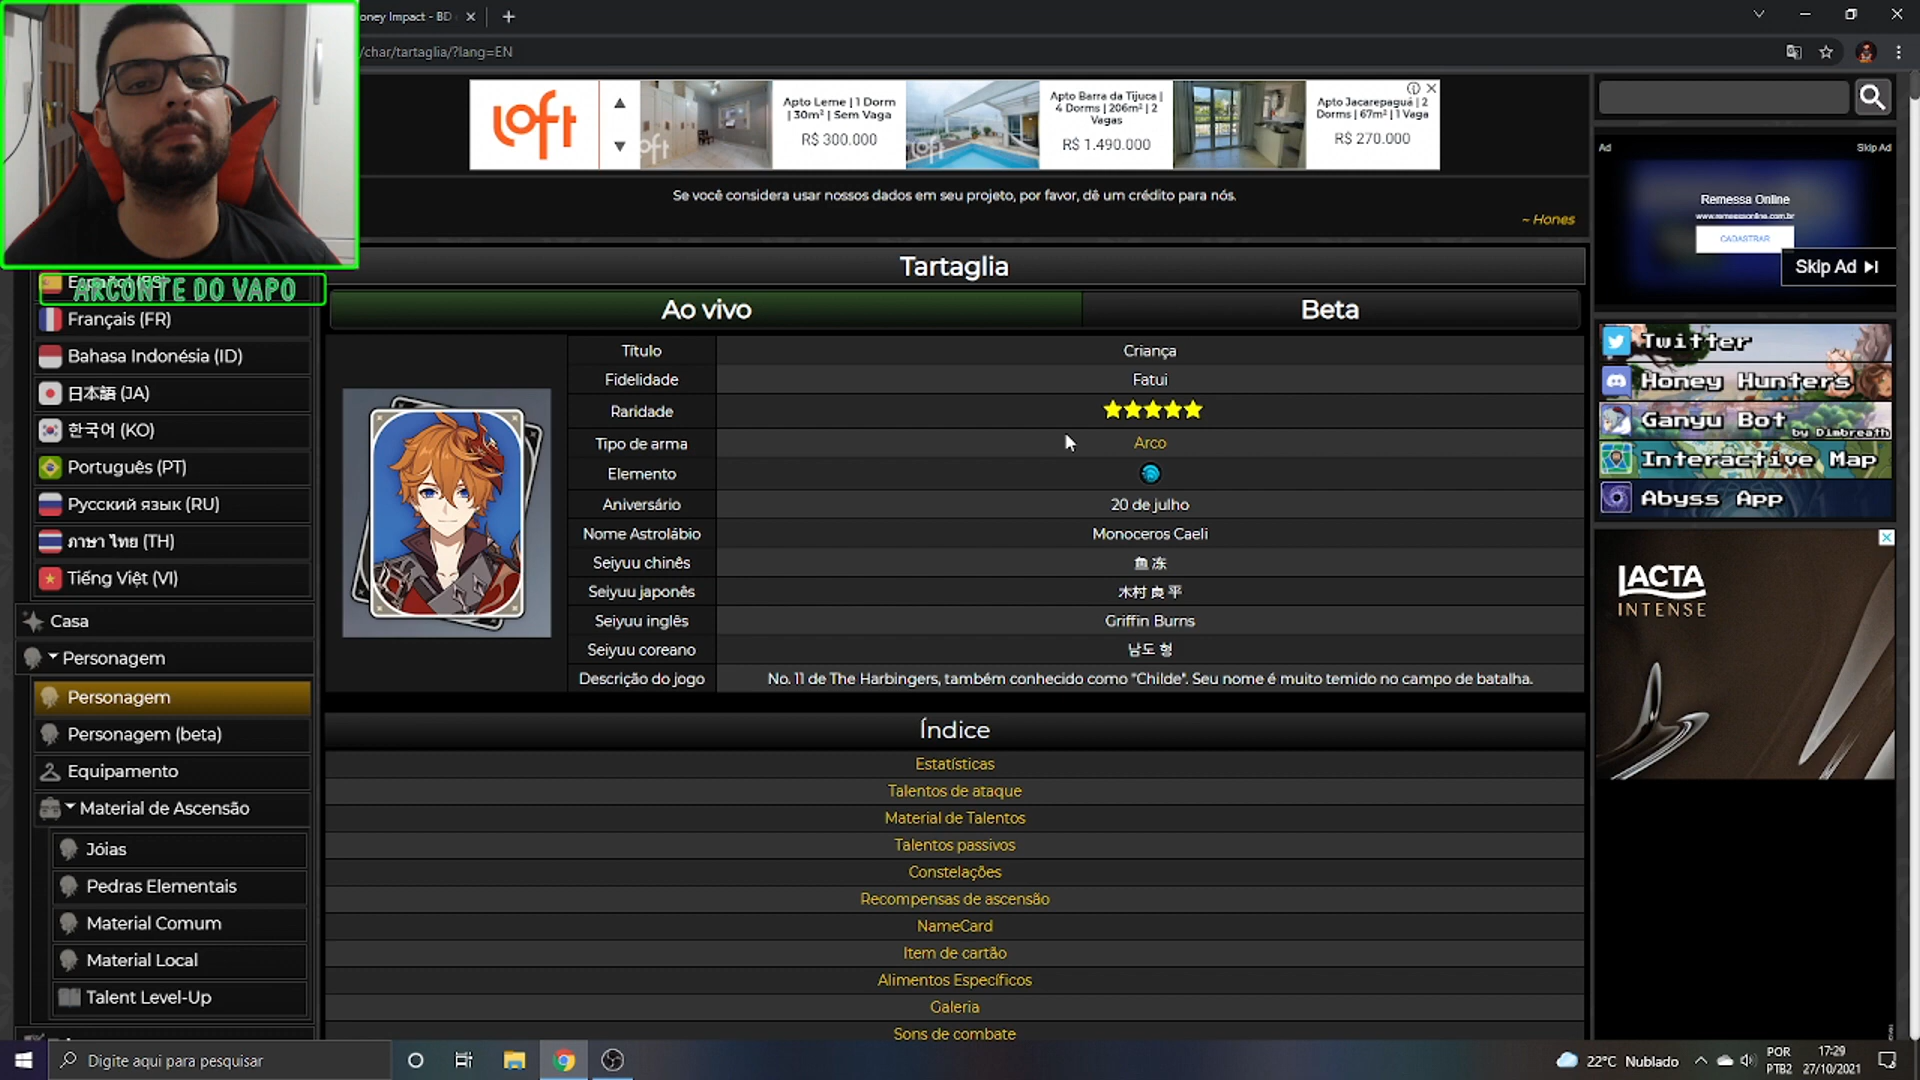 oney Impact - BD
/char/tartaglia/?lang=EN
loft
Apto Leme | 1 Dorm | 30m² | Sem Vaga
R$ 300.000
Apto Barra da Tijuca | 4 Dorms | 206m² | 2 Vagas
R$ 1.490.000
Apto Jacarepaguá | 2 Dorms | 67m² | 1 Vaga
R$ 270.000
Se você considera usar nossos dados em seu projeto, por favor, dê um crédito para nós.
~ Hones
Ad
Skip Ad
Remessa Online
www.remessaonline.com.br
CADASTRAR
Skip Ad
ARCONTE DO VAPO
Español (ES)
Français (FR)
Bahasa Indonésia (ID)
日本語 (JA)
한국어 (KO)
Português (PT)
Русский язык (RU)
ภาษา ไทย (TH)
Tiếng Việt (VI)
Casa
Personagem
Personagem
Personagem (beta)
Equipamento
Material de Ascensão
Jóias
Pedras Elementais
Material Comum
Material Local
Talent Level-Up
Tartaglia
Ao vivo
Beta
Título Criança
Fidelidade Fatui
Raridade
Tipo de arma Arco
Elemento
Aniversário 20 de julho
Nome Astrolábio Monoceros Caeli
Seiyuu chinês 鱼 冻
Seiyuu japonês 木村 良 平
Seiyuu inglês Griffin Burns
Seiyuu coreano 남도 형
Descrição do jogo No. 11 de The Harbingers, também conhecido como "Childe". Seu nome é muito temido no campo de batalha.
Índice
Estatísticas
Talentos de ataque
Material de Talentos
Talentos passivos
Constelações
Recompensas de ascensão
NameCard
Item de cartão
Alimentos Específicos
Galeria
Sons de combate
Twitter
Honey Hunters
Ganyu Bot
by Dimbreath
Interactive Map
Abyss App
LACTA
INTENSE
Digite aqui para pesquisar
22°C Nublado
POR
PTB2
17:29
27/10/2021